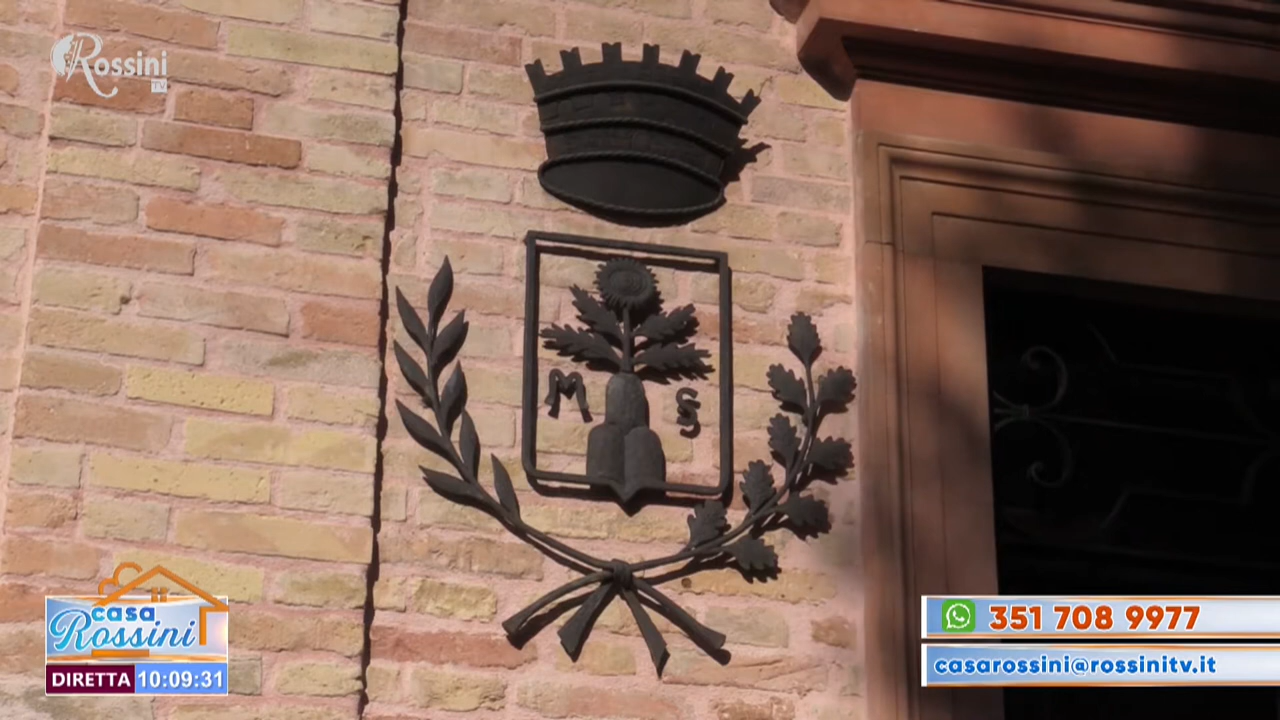 Rossini
TV
M S
casa
Rossini
DIRETTA 10:09:31
351 708 9977
casarossini@rossinitv.it